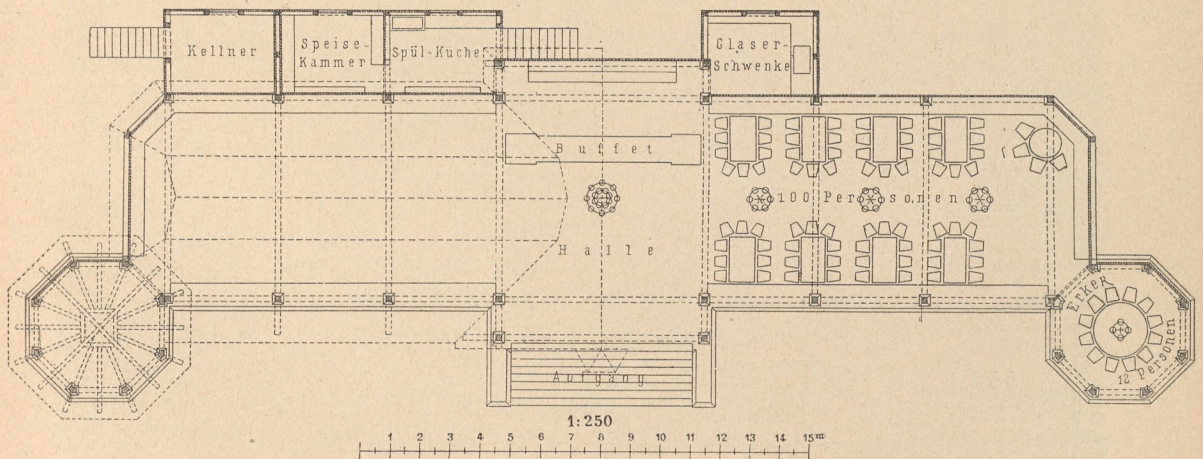 Kellner
Speise-
Kammer
Spül-Küche
Gläser-
Schwenke
Buffet
100 Personen
Halle
Erker
12 Personen
Aufgang
1:250
1 2 3 4 5 6 7 8 9 10 11 12 13 14 15m